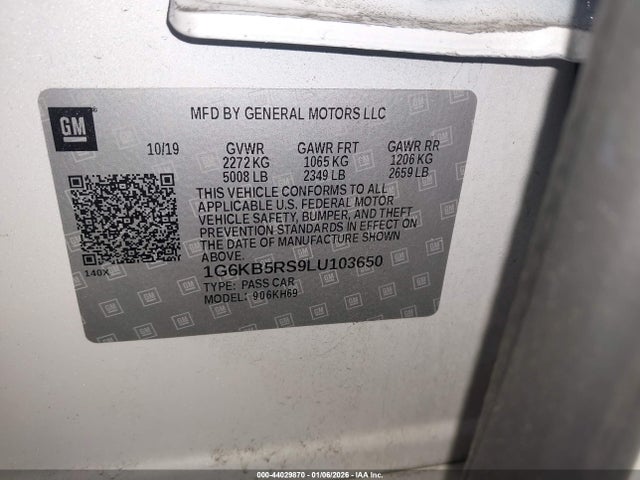 GM
MFD BY GENERAL MOTORS LLC
10/19 GVWR GAWR FRT GAWR RR
2272 KG 1065 KG 1206 KG
5008 LB 2349 LB 2659 LB
THIS VEHICLE CONFORMS TO ALL
APPLICABLE U.S. FEDERAL MOTOR
VEHICLE SAFETY, BUMPER, AND THEFT
PREVENTION STANDARDS IN EFFECT ON
THE DATE OF MANUFACTURE SHOWN
ABOVE.
140X
1G6KB5RS9LU103650
TYPE: PASS CAR
MODEL: 906KH69
000-44029870 - 01/06/2026 - IAA Inc.